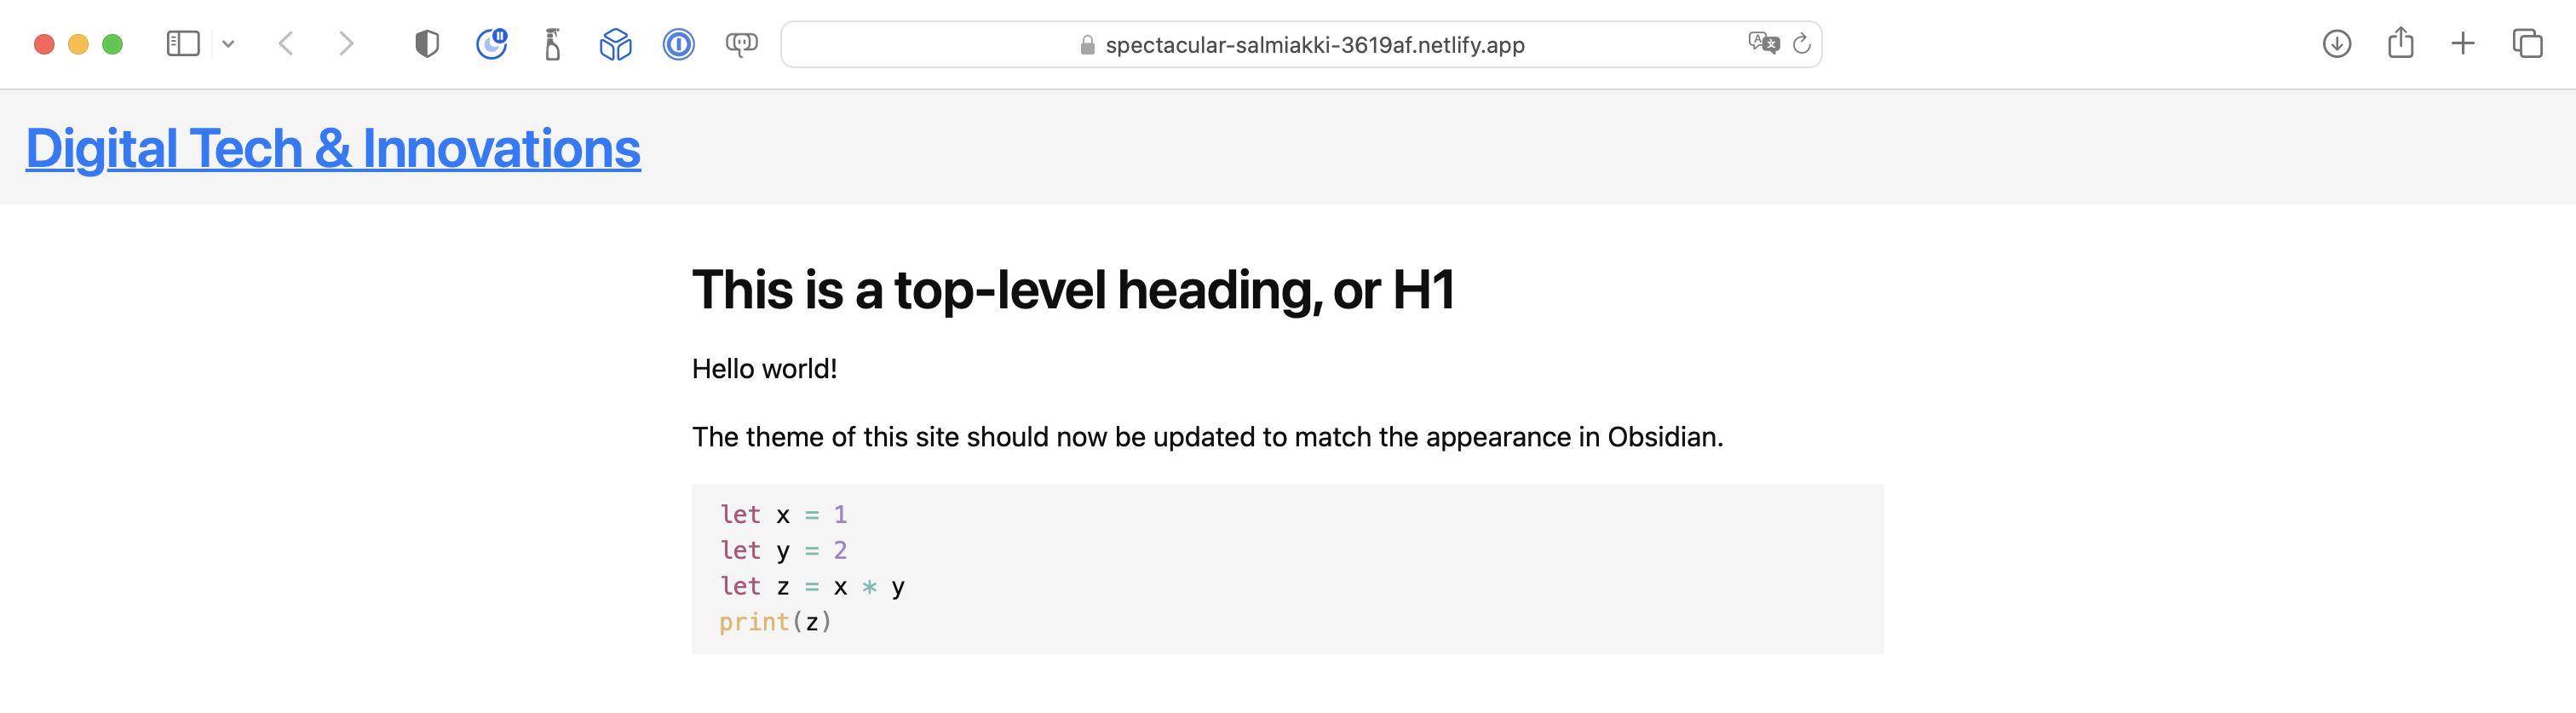 spectacular-salmiakki-3619af.netlify.app
Digital Tech & Innovations
This is a top-level heading, or H1
Hello world!
The theme of this site should now be updated to match the appearance in Obsidian.
let x = 1
let y = 2
let z = x * y
print(z)